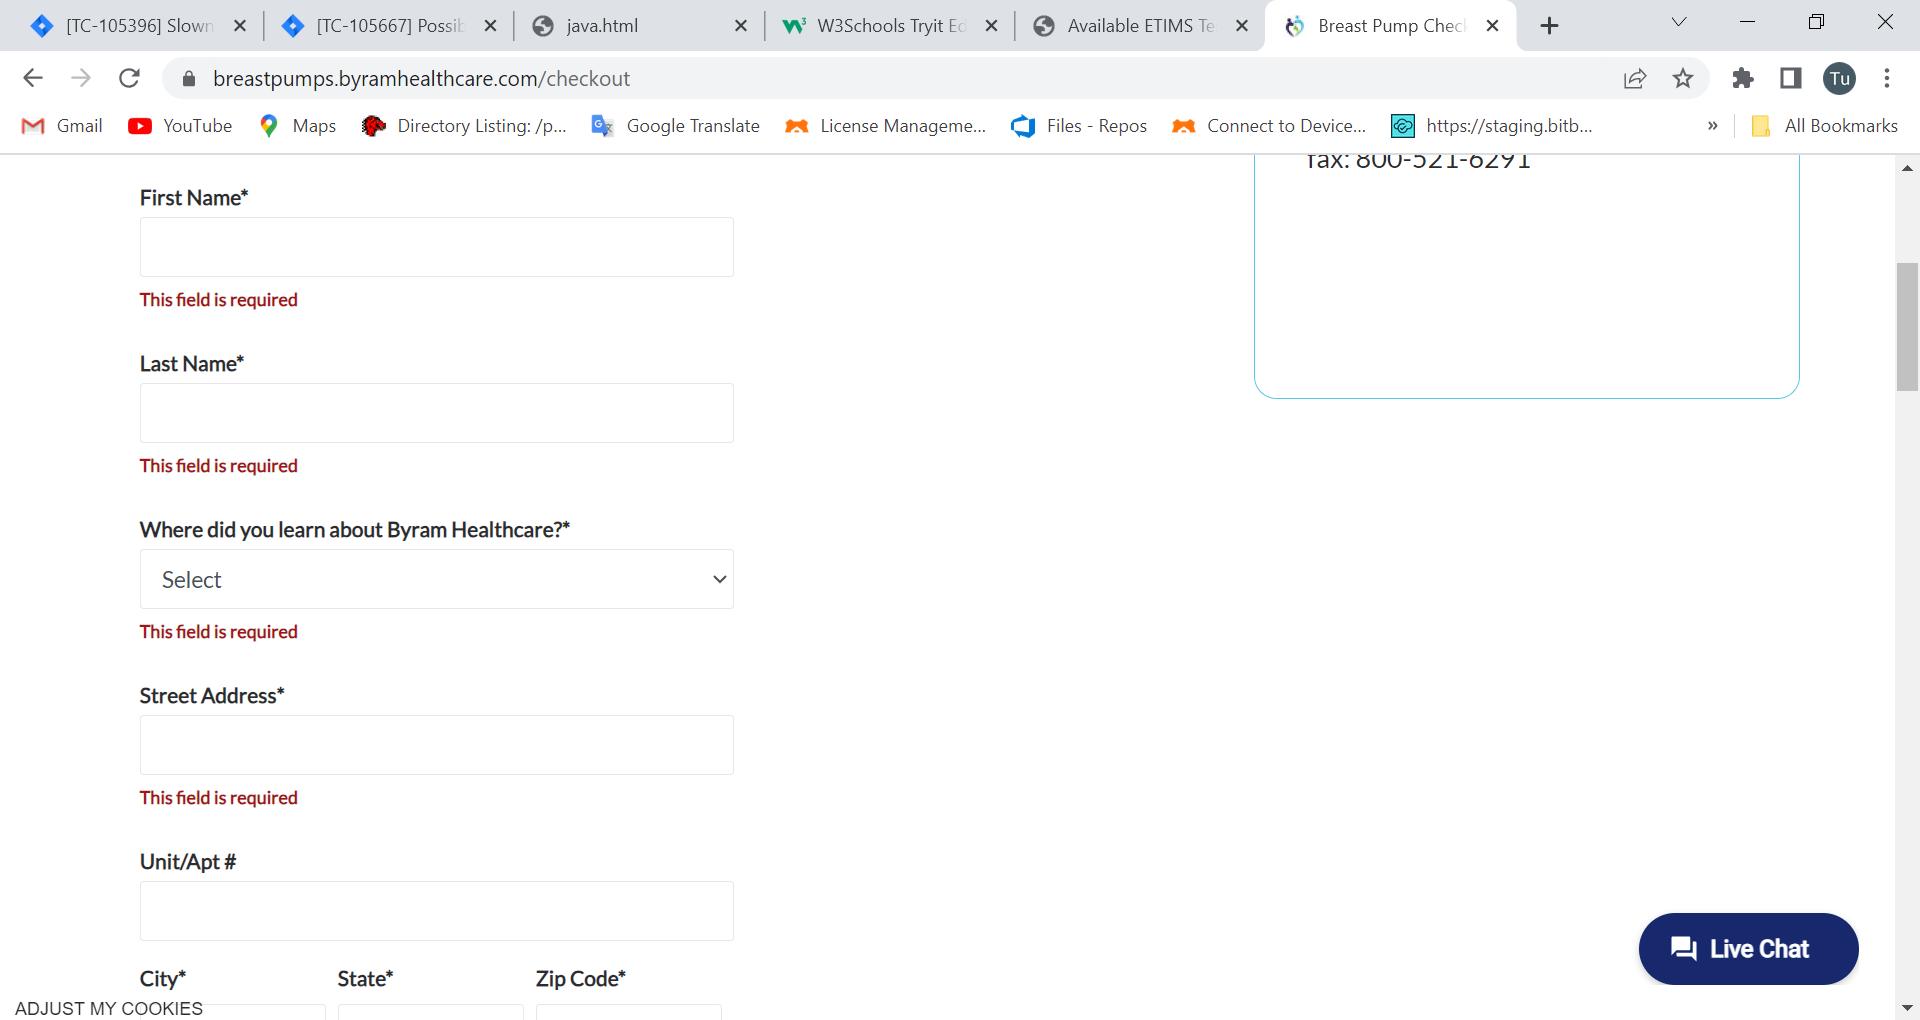 [TC-105396] Slown
[TC-105667] Possib
java.html
W3Schools Tryit Ed
Available ETIMS Te
Breast Pump Chec
breastpumps.byramhealthcare.com/checkout
Tu
Gmail
YouTube
Maps
Directory Listing: /p...
Google Translate
License Manageme...
Files - Repos
Connect to Device...
https://staging.bitb...
»
All Bookmarks
fax: 800-521-6291
First Name*
This field is required
Last Name*
This field is required
Where did you learn about Byram Healthcare?*
Select
This field is required
Street Address*
This field is required
Unit/Apt #
City* State* Zip Code*
ADJUST MY COOKIES
Live Chat